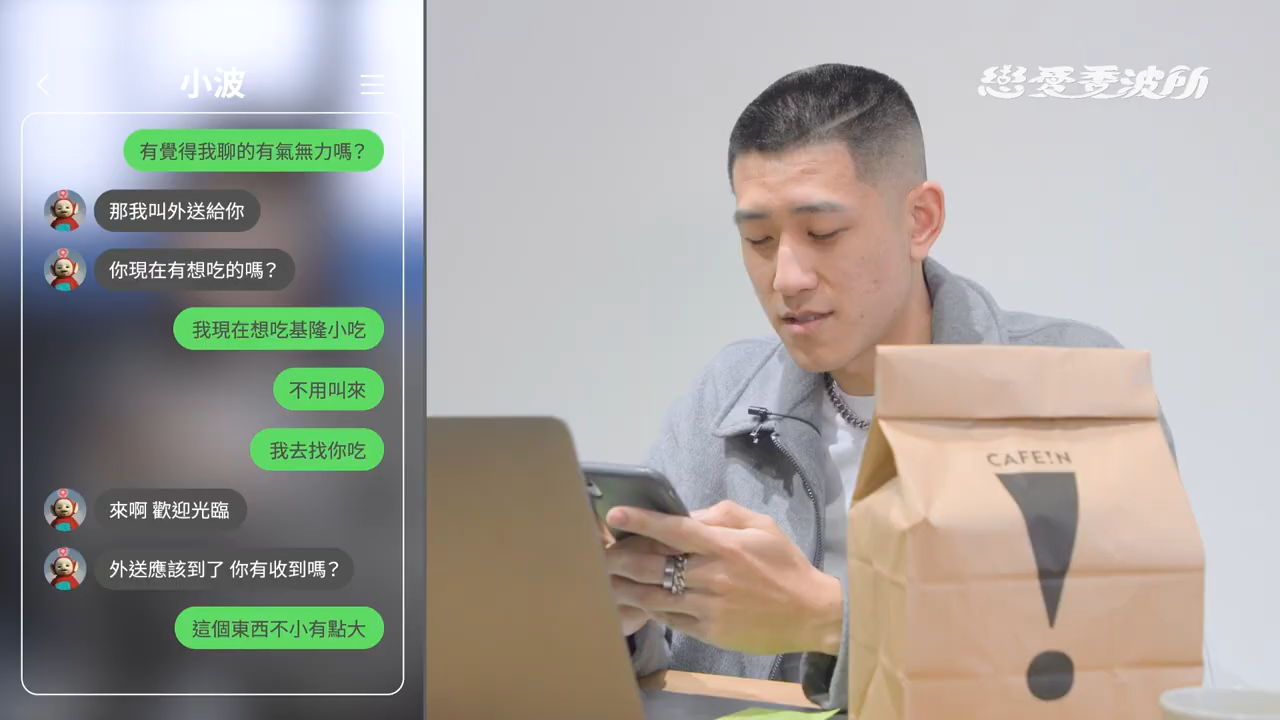 小波
戀愛秀波所
有覺得我聊的有氣無力嗎?
那我叫外送給你
你現在有想吃的嗎?
我現在想吃基隆小吃
不用叫來
我去找你吃
來啊 歡迎光臨
外送應該到了 你有收到嗎?
這個東西不小有點大
CAFE!N